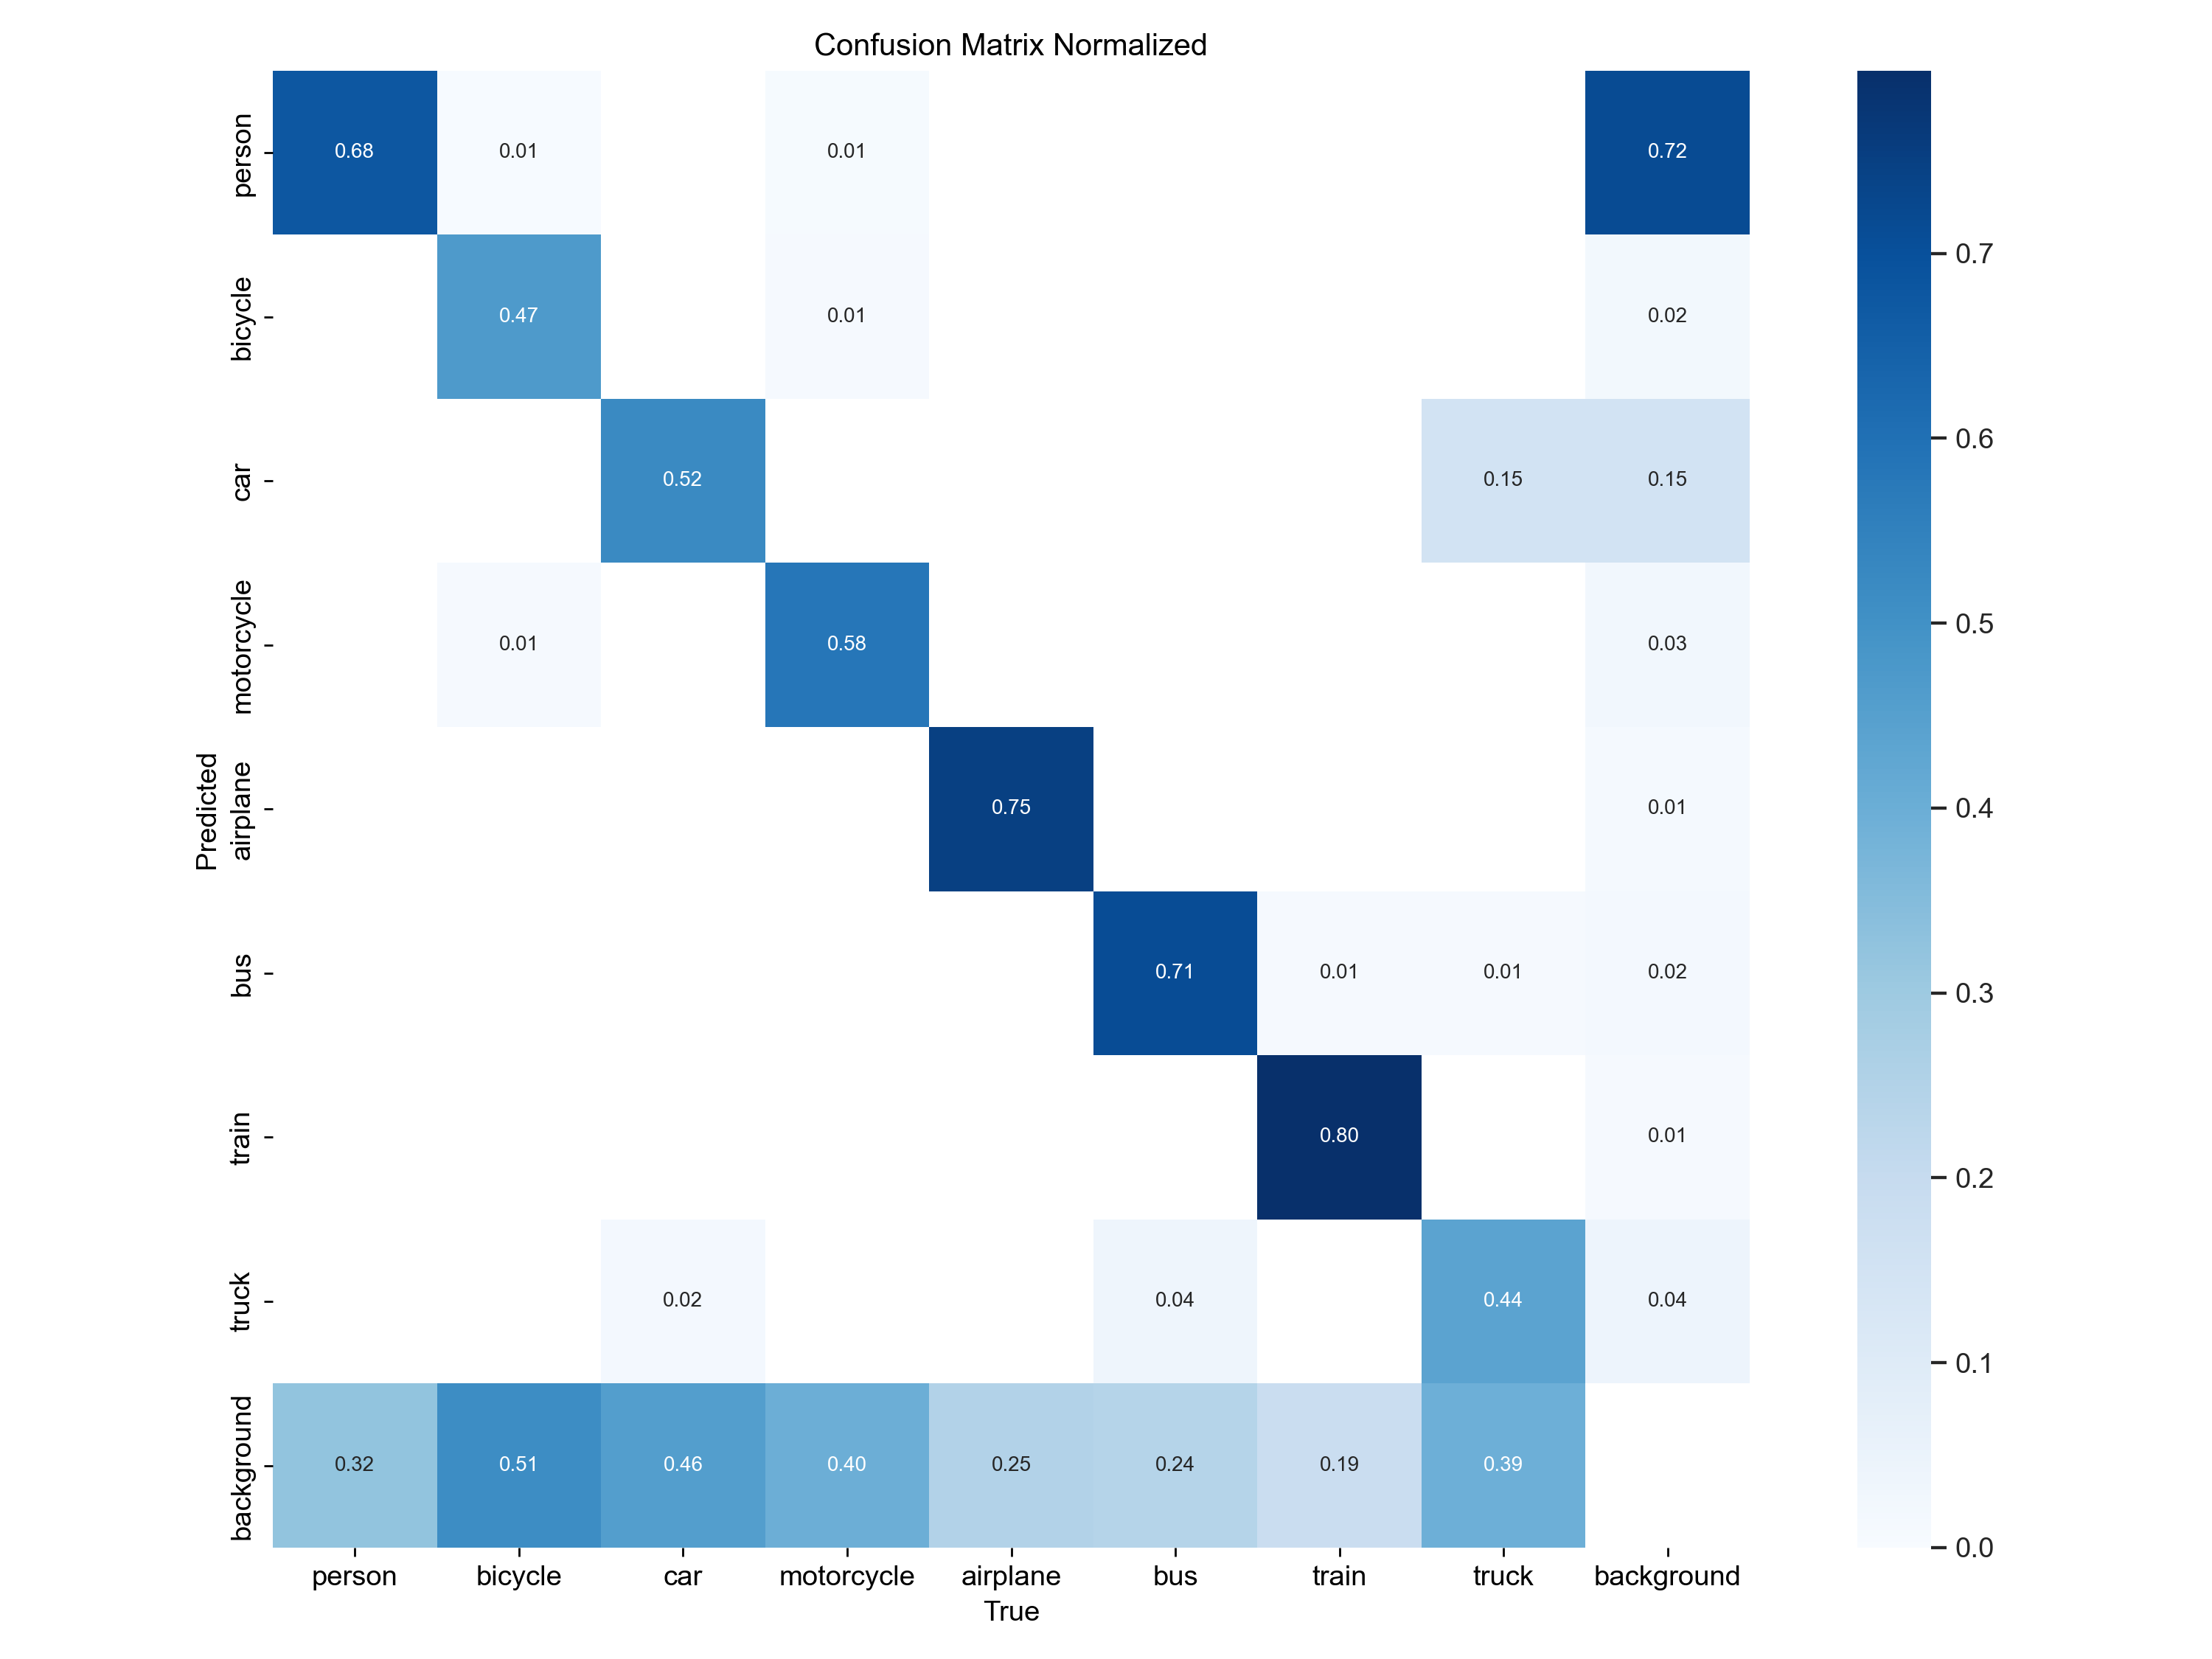 Confusion Matrix Normalized
person
0.68
0.01
0.01
0.72
bicycle
0.47
0.01
0.02
car
0.52
0.15
0.15
motorcycle
0.01
0.58
0.03
Predicted
airplane
0.75
0.01
bus
0.71
0.01
0.01
0.02
train
0.80
0.01
truck
0.02
0.04
0.44
0.04
background
0.32
0.51
0.46
0.40
0.25
0.24
0.19
0.39
person
bicycle
car
motorcycle
airplane
bus
train
truck
background
True
0.7
0.6
0.5
0.4
0.3
0.2
0.1
0.0